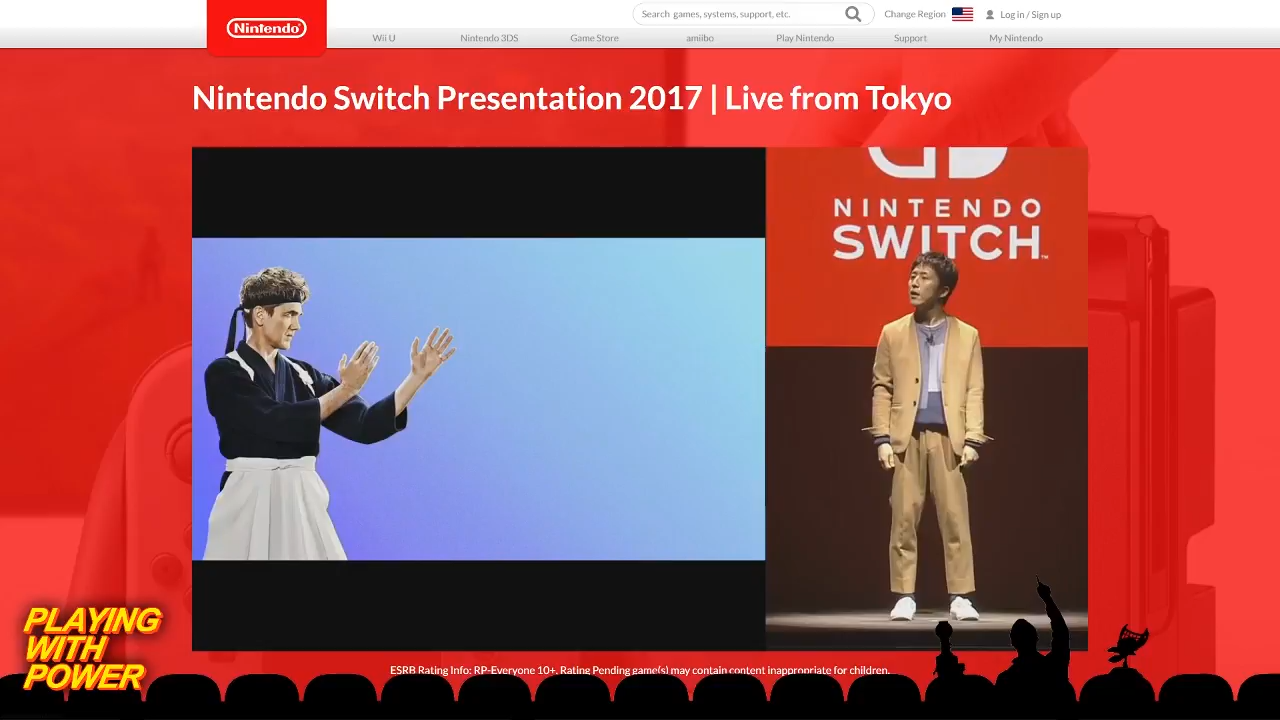 Nintendo
Search games, systems, support, etc.
Change Region
Log in / Sign up
Wii U
Nintendo 3DS
Game Store
amiibo
Play Nintendo
Support
My Nintendo
Nintendo Switch Presentation 2017 | Live from Tokyo
NINTENDO
SWITCH™
PLAYING
WITH
POWER
ESRB Rating Info: RP-Everyone 10+, Rating Pending game(s) may contain content inappropriate for children.